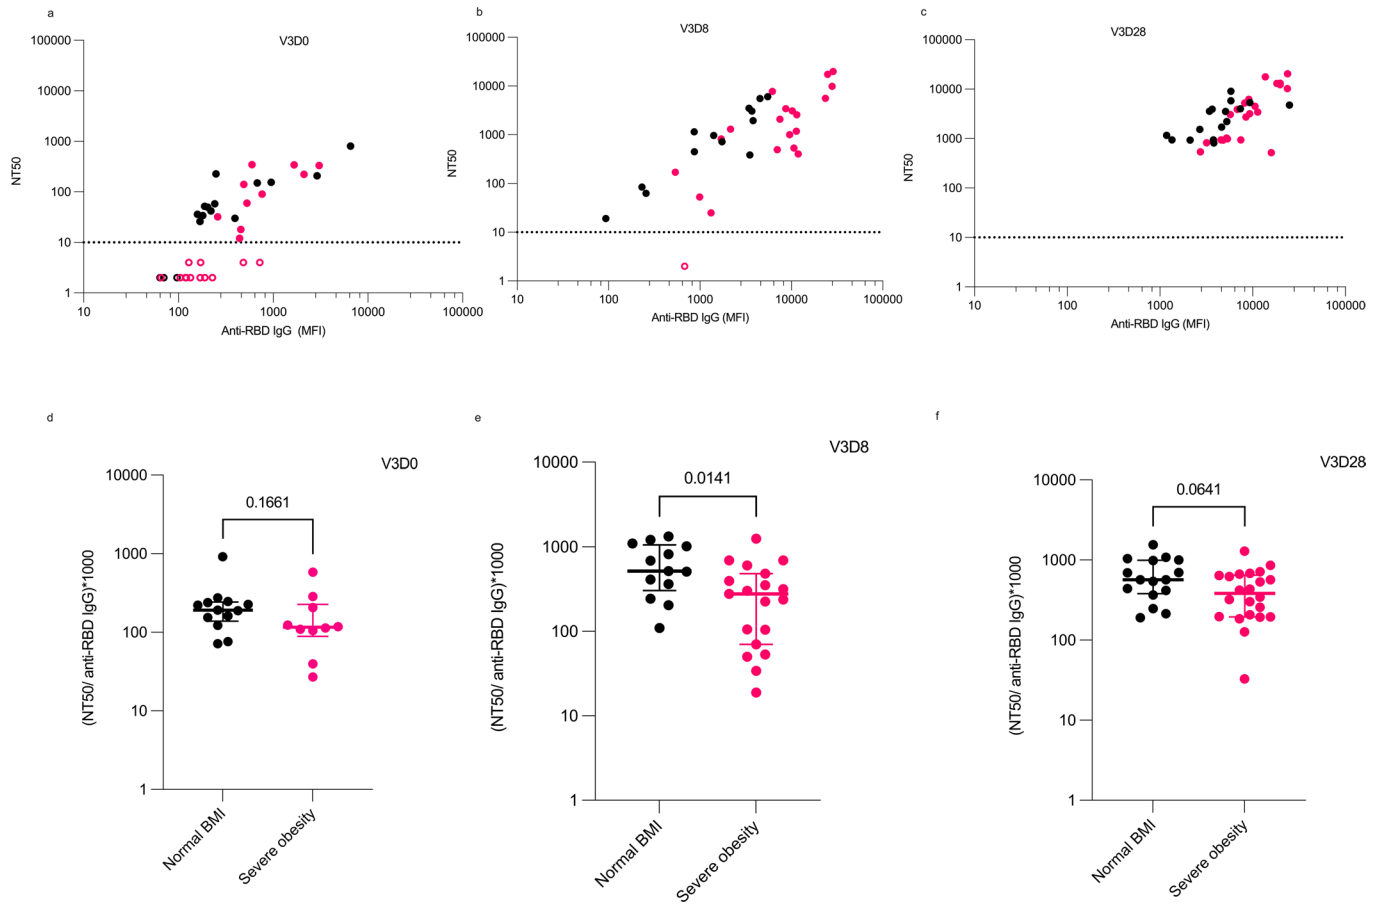 a
V3D0
100000
10000
1000
100
10
1
NT50
10 100 1000 10000 100000
Anti-RBD IgG (MFI)
b
V3D8
100000
10000
1000
100
10
1
NT50
10 100 1000 10000 100000
Anti-RBD IgG (MFI)
c
V3D28
100000
10000
1000
100
10
1
NT50
10 100 1000 10000 100000
Anti-RBD IgG (MFI)
d
V3D0
10000
1000
100
10
1
0.1661
(NT50/ anti-RBD IgG)*1000
Normal BMI
Severe obesity
e
V3D8
10000
1000
100
10
1
0.0141
(NT50/ anti-RBD IgG)*1000
Normal BMI
Severe obesity
f
V3D28
10000
1000
100
10
1
0.0641
(NT50/ anti-RBD IgG)*1000
Normal BMI
Severe obesity